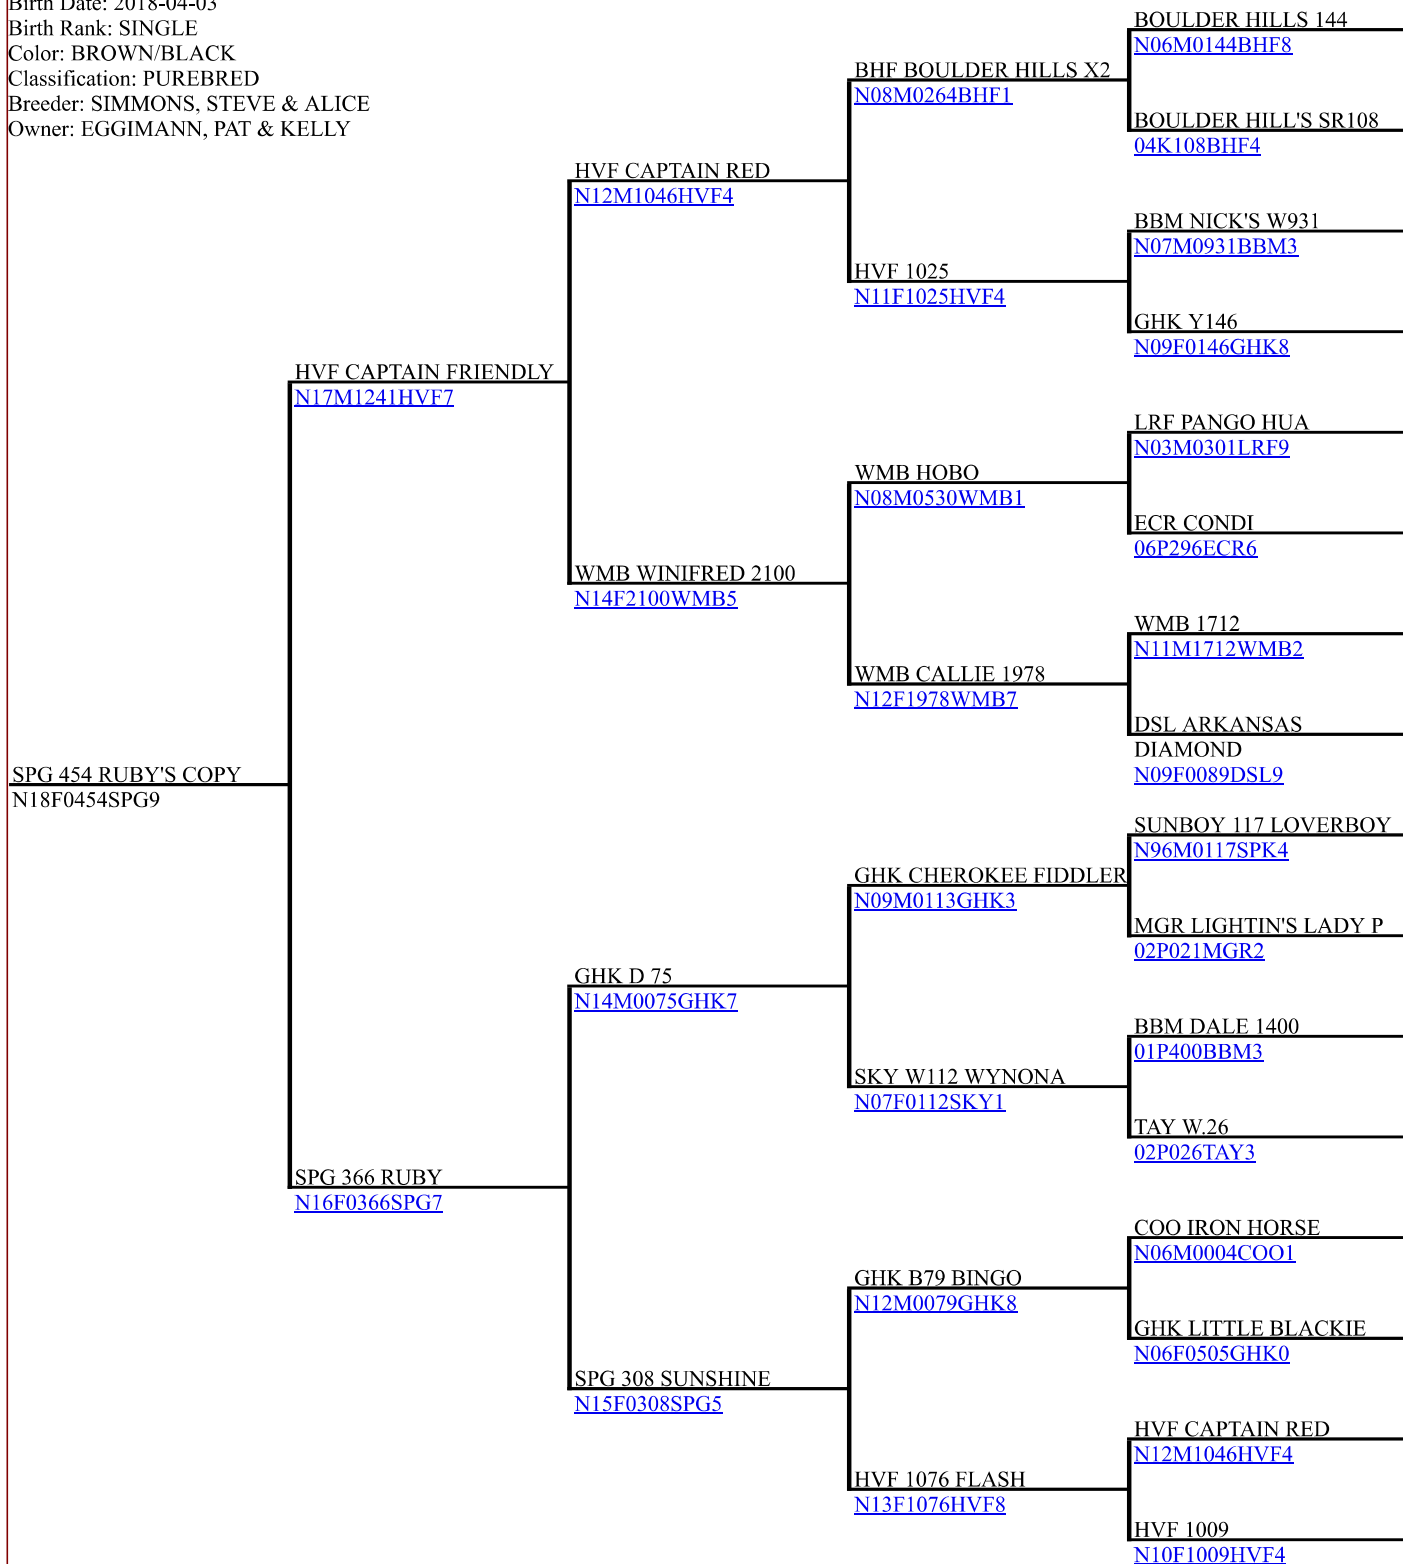 Birth Date: 2018-04-03
Birth Rank: SINGLE
Color: BROWN/BLACK
Classification: PUREBRED
Breeder: SIMMONS, STEVE & ALICE
Owner: EGGIMANN, PAT & KELLY
SPG 454 RUBY'S COPY
N18F0454SPG9
HVF CAPTAIN FRIENDLY
N17M1241HVF7
SPG 366 RUBY
N16F0366SPG7
HVF CAPTAIN RED
N12M1046HVF4
WMB WINIFRED 2100
N14F2100WMB5
GHK D 75
N14M0075GHK7
SPG 308 SUNSHINE
N15F0308SPG5
BHF BOULDER HILLS X2
N08M0264BHF1
HVF 1025
N11F1025HVF4
WMB HOBO
N08M0530WMB1
WMB CALLIE 1978
N12F1978WMB7
GHK CHEROKEE FIDDLER
N09M0113GHK3
SKY W112 WYNONA
N07F0112SKY1
GHK B79 BINGO
N12M0079GHK8
HVF 1076 FLASH
N13F1076HVF8
BOULDER HILLS 144
N06M0144BHF8
BOULDER HILL'S SR108
04K108BHF4
BBM NICK'S W931
N07M0931BBM3
GHK Y146
N09F0146GHK8
LRF PANGO HUA
N03M0301LRF9
ECR CONDI
06P296ECR6
WMB 1712
N11M1712WMB2
DSL ARKANSAS
DIAMOND
N09F0089DSL9
SUNBOY 117 LOVERBOY
N96M0117SPK4
MGR LIGHTIN'S LADY P
02P021MGR2
BBM DALE 1400
01P400BBM3
TAY W.26
02P026TAY3
COO IRON HORSE
N06M0004COO1
GHK LITTLE BLACKIE
N06F0505GHK0
HVF CAPTAIN RED
N12M1046HVF4
HVF 1009
N10F1009HVF4